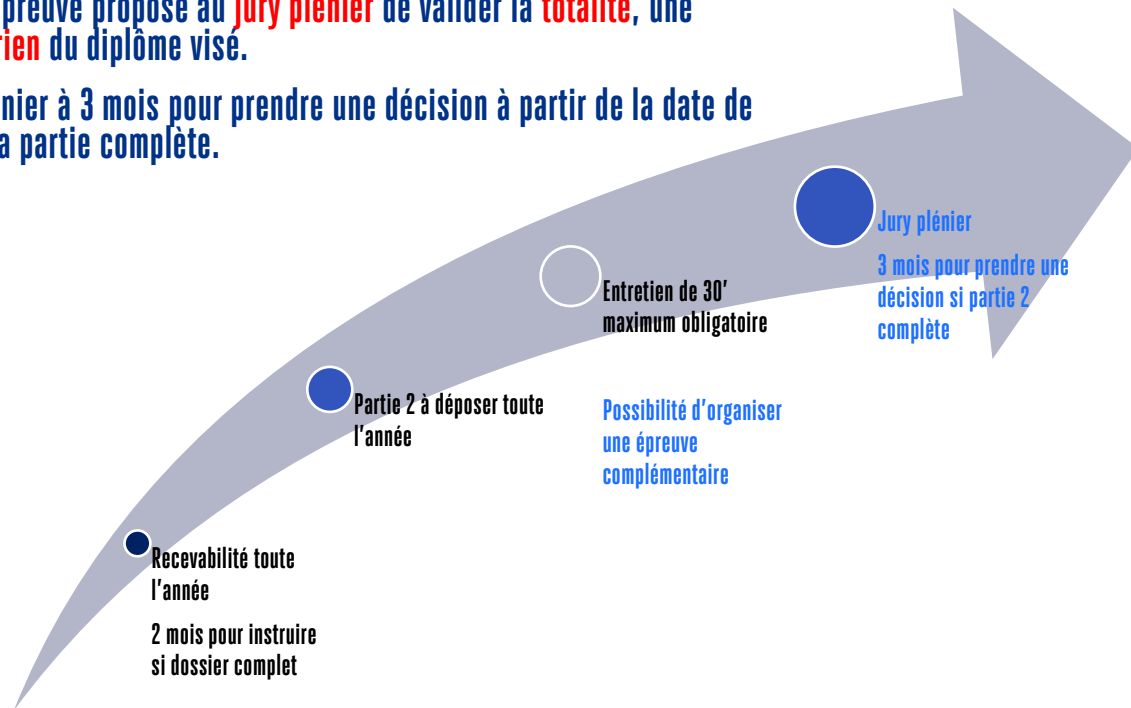 preuve propose au jury plénier de valider la totalité, une
rien du diplôme visé.
nier à 3 mois pour prendre une décision à partir de la date de
a partie complète.
Jury plénier
3 mois pour prendre une
décision si partie 2
complète
Entretien de 30'
maximum obligatoire
Possibilité d'organiser
une épreuve
complémentaire
Partie 2 à déposer toute
l'année
Recevabilité toute
l'année
2 mois pour instruire
si dossier complet